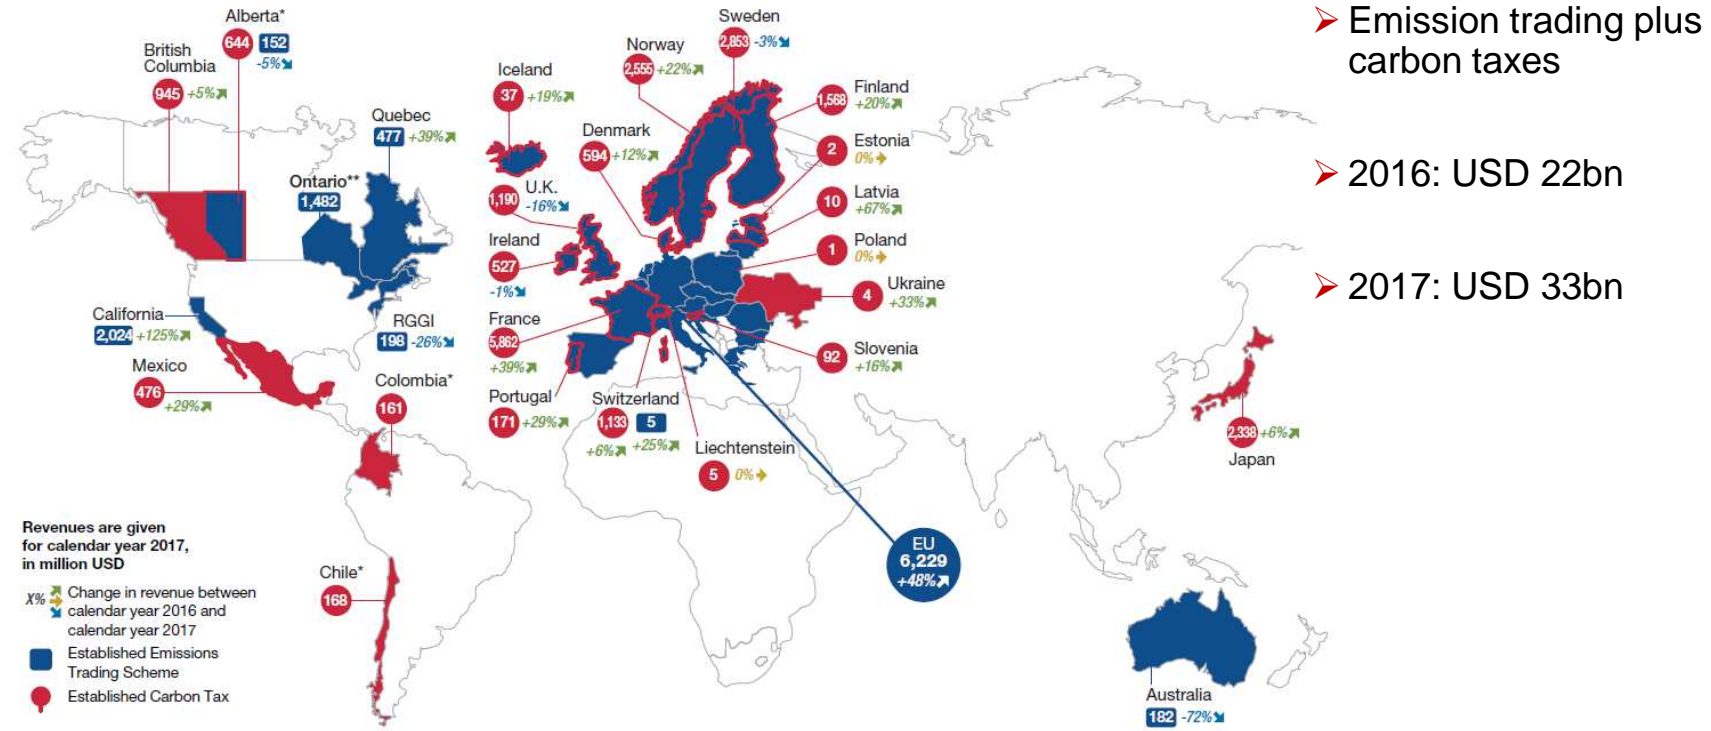 Alberta*
644 152
-5%
British
Columbia
945 +5%
Quebec
477 +39%
Ontario**
1,482
California
2,024 +125%
RGGI
198 -26%
Mexico
476
+29%
Colombia*
161
Chile*
168
Iceland
37 +19%
Norway
2,555 +22%
Sweden
2,853 -3%
Denmark
594 +12%
Finland
1,568
+20%
Estonia
2
0%
Latvia
10
+67%
Poland
1
0%
Ukraine
4
+33%
Slovenia
92
+16%
U.K.
1,190
-16%
Ireland
527
-1%
France
5,862
+39%
Portugal
171 +29%
Switzerland
1,133 5
+6% +25%
Liechtenstein
5 0%
EU
6,229
+48%
2,338 +6%
Japan
Australia
182 -72%
Revenues are given
for calendar year 2017,
in million USD
X% Change in revenue between
calendar year 2016 and
calendar year 2017
Established Emissions
Trading Scheme
Established Carbon Tax
Emission trading plus
carbon taxes
2016: USD 22bn
2017: USD 33bn